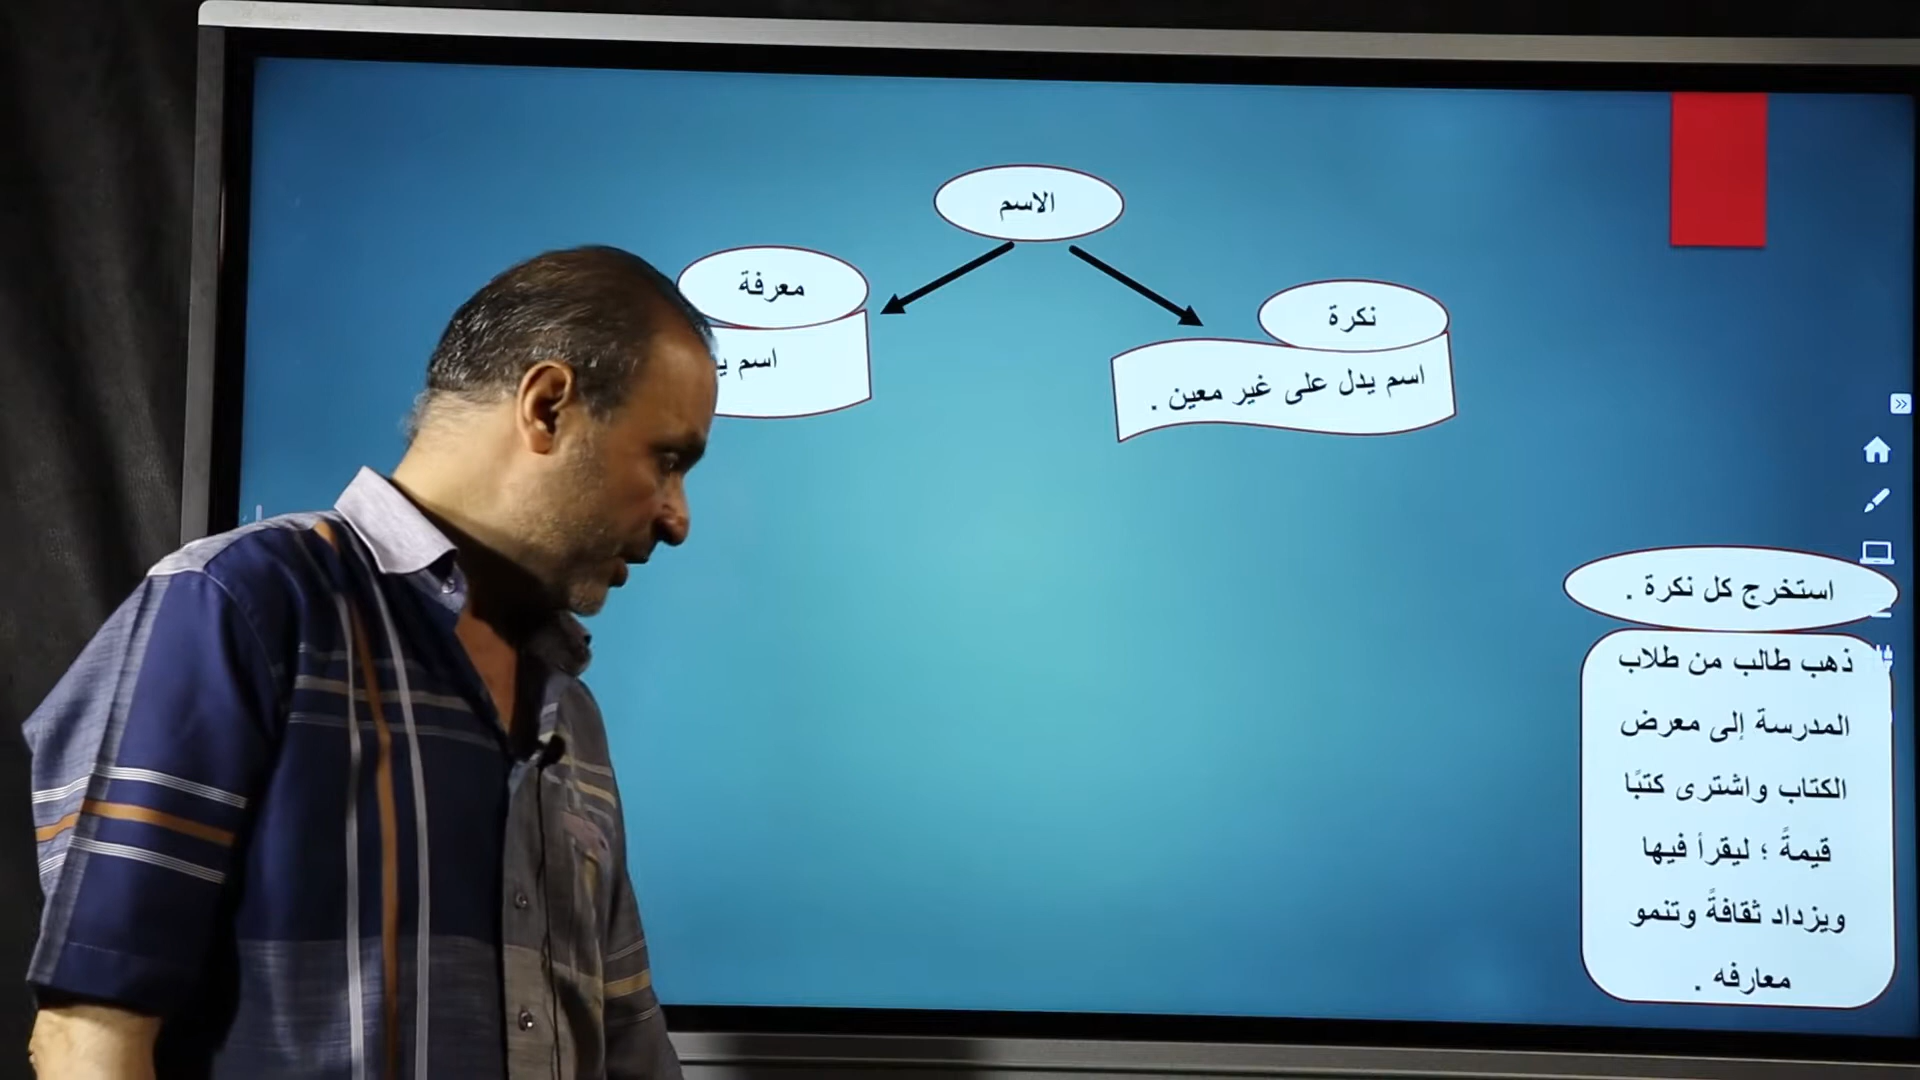 الاسم
نكرة
اسم يدل على غير معين .
معرفة
اسم
استخرج كل نكرة .
ذهب طالب من طلاب
المدرسة إلى معرض
الكتاب واشترى كتبًا
قيمةً ؛ ليقرأ فيها
ويزداد ثقافةً وتنمو
معارفه .